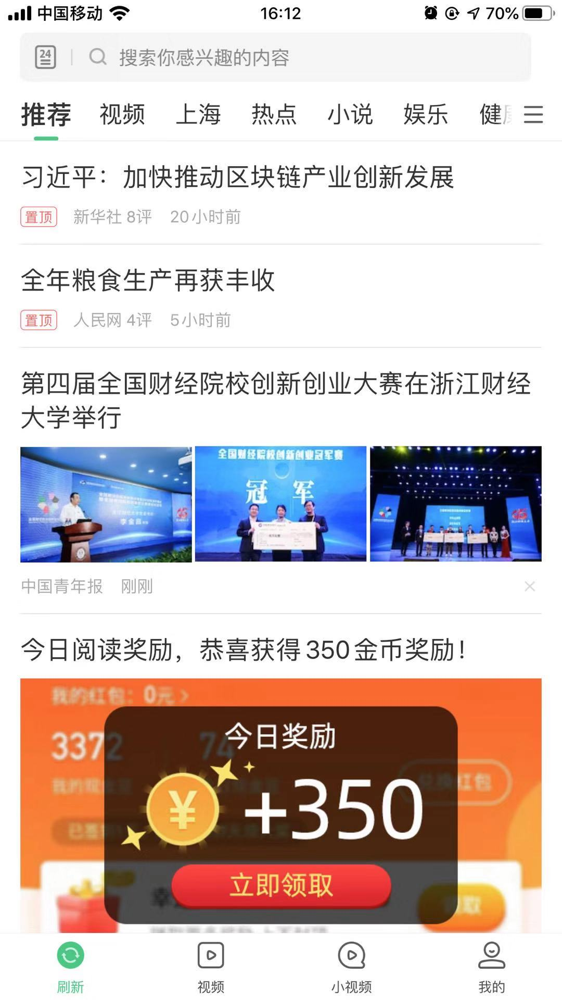 中国移动
16:12
70%
24
搜索你感兴趣的内容
推荐 视频 上海 热点 小说 娱乐 健
习近平：加快推动区块链产业创新发展
置顶 新华社 8评 20小时前
全年粮食生产再获丰收
置顶 人民网 4评 5小时前
第四届全国财经院校创新创业大赛在浙江财经
大学举行
全国财经院校创新创业冠军赛
冠 军
李金昌
中国青年报 刚刚
今日阅读奖励，恭喜获得350金币奖励！
我的红包：0元 >
3372 74
今日奖励
¥ +350
立即领取
刷新 视频 小视频 我的